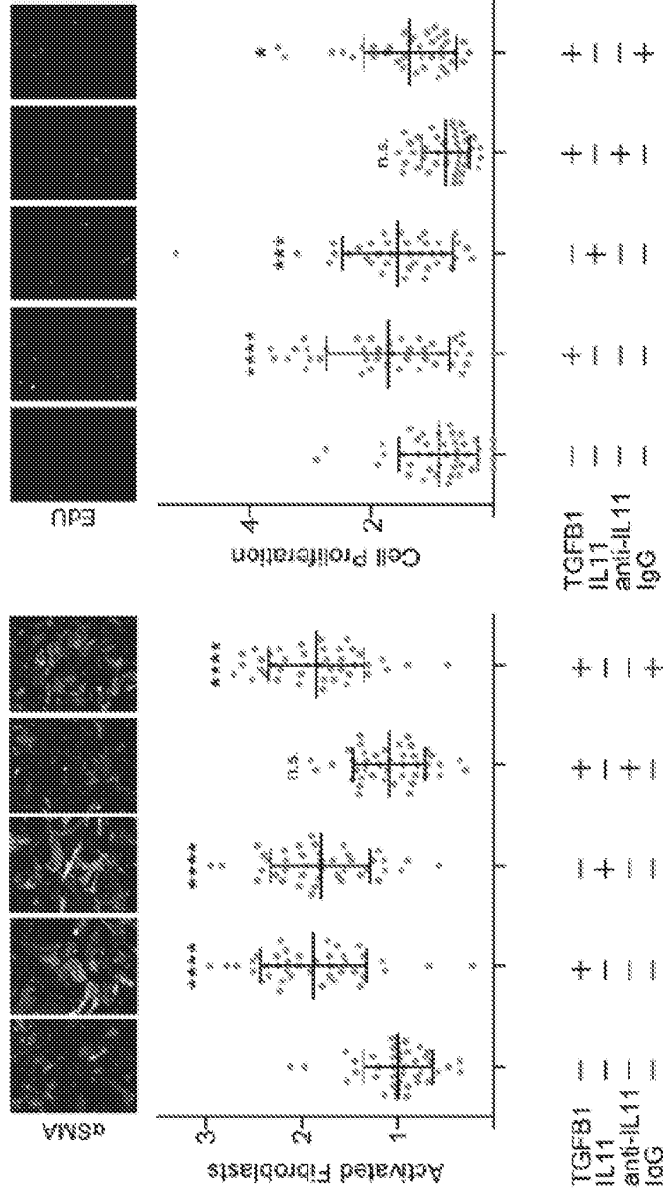 αSMA
Activated Fibroblasts
3
2
1
****
****
n.s.
****
TGFB1 − + − + +
IL11 − − + − −
anti-IL11 − − − + −
IgG − − − − +
EdU
Cell Proliferation
4
2
****
***
n.s.
*
TGFB1 − + − + +
IL11 − − + − −
anti-IL11 − − − + −
IgG − − − − +